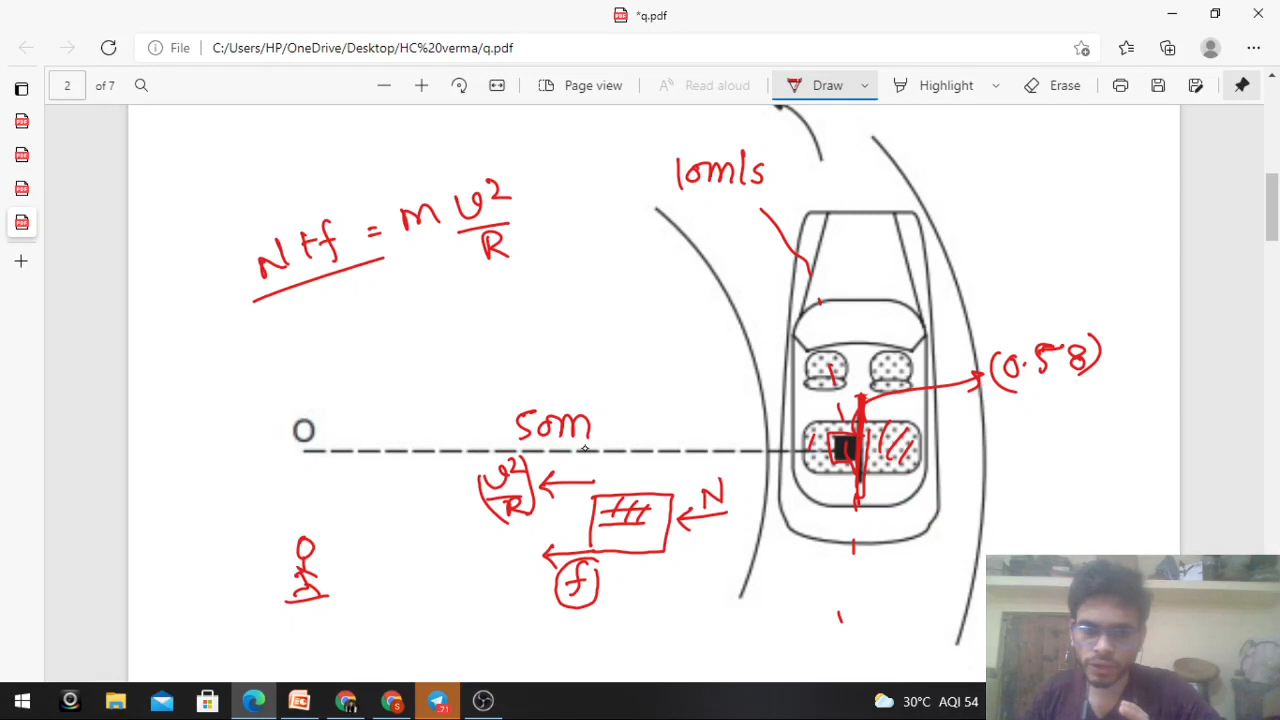 *q.pdf
File
C:/Users/HP/OneDrive/Desktop/HC%20verma/q.pdf
2 of 7
Page view
Read aloud
Draw
Highlight
Erase
10m/s
N + f = m v²/R
(0.58)
O
50m
(v²/R)
N
f
71
30°C AQI 54